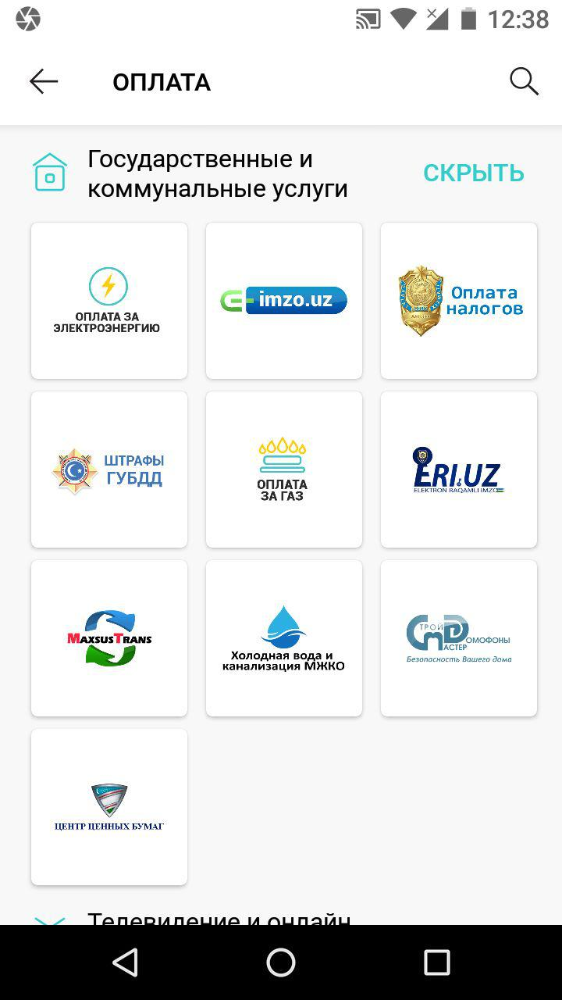 12:38
ОПЛАТА
Государственные и
коммунальные услуги
СКРЫТЬ
ОПЛАТА ЗА
ЭЛЕКТРОЭНЕРГИЮ
imzo.uz
Оплата
налогов
ШТРАФЫ
ГУБДД
ОПЛАТА
ЗА ГАЗ
ERI.UZ
ELEKTRON RAQAMLI IMZO
MAXSUSTRANS
Холодная вода и
канализация МЖКО
СТРОЙ ДОМОФОНЫ
МАСТЕР
Безопасность Вашего дома
ЦЕНТР ЦЕННЫХ БУМАГ
Телевидение и онлайн